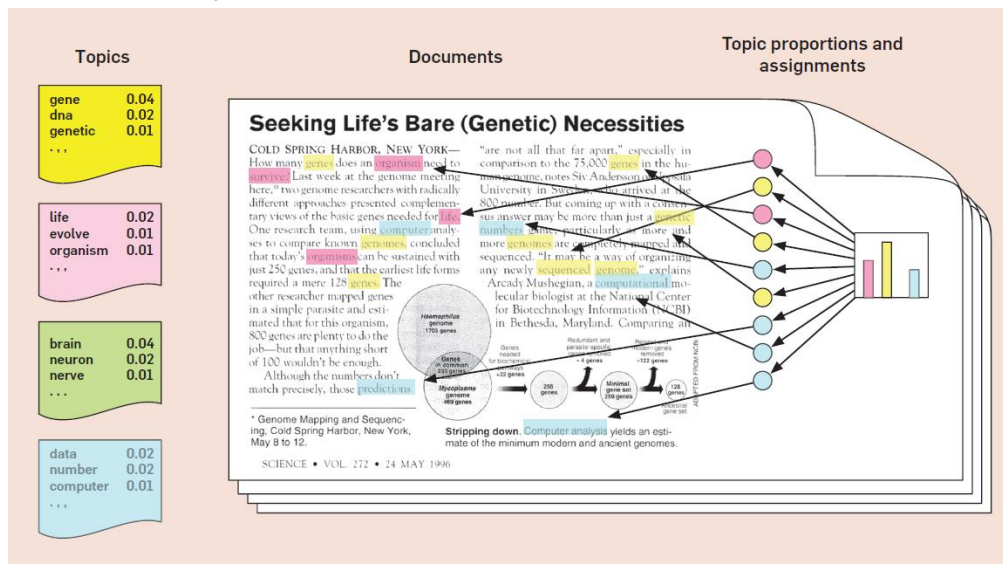 Topics
gene 0.04
dna 0.02
genetic 0.01
. , ,
life 0.02
evolve 0.01
organism 0.01
. , ,
brain 0.04
neuron 0.02
nerve 0.01
. . .
data 0.02
number 0.02
computer 0.01
. , ,
Documents
Topic proportions and
assignments
Seeking Life's Bare (Genetic) Necessities
COLD SPRING HARBOR, NEW YORK—
How many genes does an organism need to
survive? Last week at the genome meeting
here,* two genome researchers with radically
different approaches presented complemen-
tary views of the basic genes needed for life.
One research team, using computer analy-
ses to compare known genomes, concluded
that today's organisms can be sustained with
just 250 genes, and that the earliest life forms
required a mere 128 genes. The
other researcher mapped genes
in a simple parasite and esti-
mated that for this organism,
800 genes are plenty to do the
job—but that anything short
of 100 wouldn't be enough.
Although the numbers don't
match precisely, those predictions
* Genome Mapping and Sequenc-
ing, Cold Spring Harbor, New York,
May 8 to 12.
SCIENCE • VOL. 272 • 24 MAY 1996
"are not all that far apart," especially in
comparison to the 75,000 genes in the hu-
man genome, notes Siv Andersson of Uppsala
University in Sweden, who arrived at the
800 number. But coming up with a consen-
sus answer may be more than just a genetic
numbers game, particularly as more and
more genomes are completely mapped and
sequenced. "It may be a way of organizing
any newly sequenced genome," explains
Arcady Mushegian, a computational mo-
lecular biologist at the National Center
for Biotechnology Information (NCBI)
in Bethesda, Maryland. Comparing an
Haemophilus
genome
1703 genes
Genes
in common
233 genes
Mycoplasma
genome
469 genes
Genes
needed
for biochemical
pathways
+22 genes
255
genes
Redundant and
parasite-specific
genes removed
– 4 genes
Minimal
gene set
250 genes
genes
removed
–122 genes
128
genes
gene set
ADAPTED FROM NCBI
Stripping down. Computer analysis yields an esti-
mate of the minimum modern and ancient genomes.